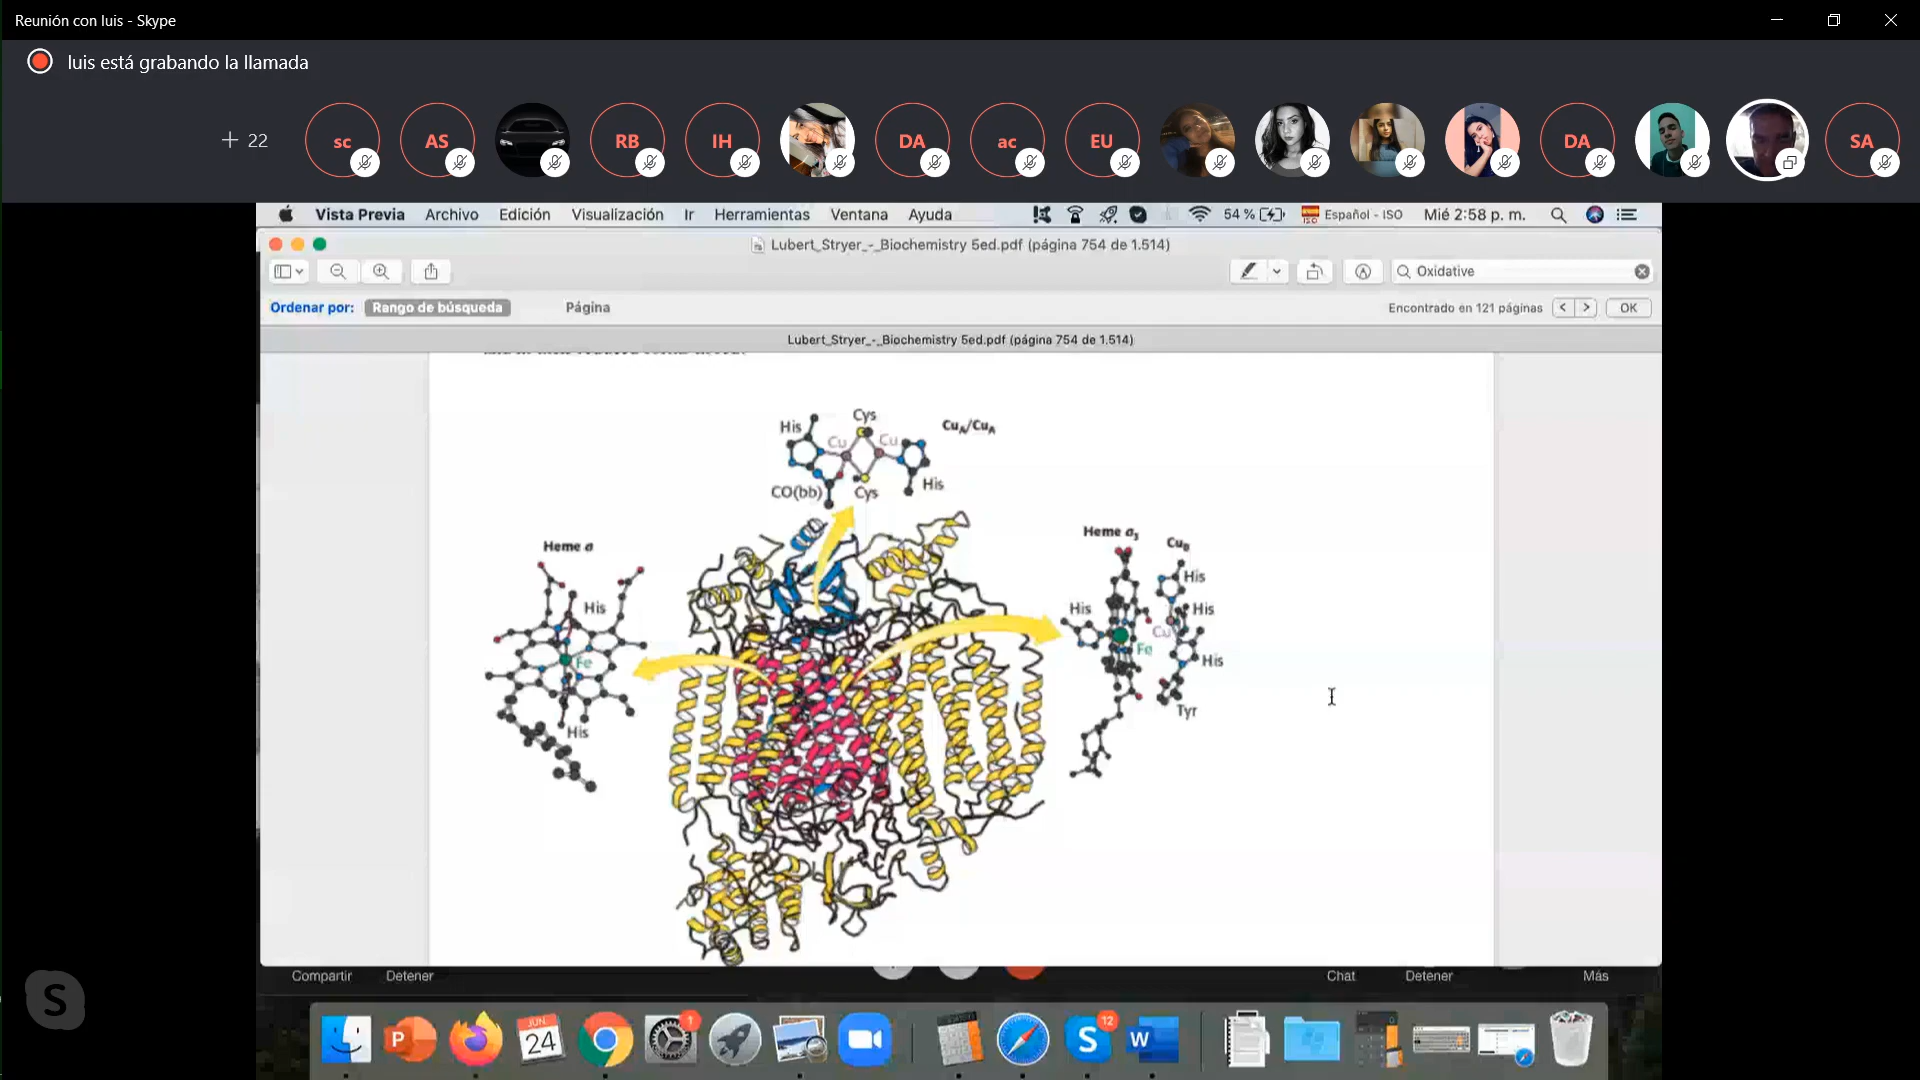 Reunión con luis - Skype
luis está grabando la llamada
+ 22
sc
AS
RB
IH
DA
ac
EU
DA
SA
Vista Previa Archivo Edición Visualización Ir Herramientas Ventana Ayuda
54 % ISO Español - ISO Mié 2:58 p. m.
Lubert_Stryer_-_Biochemistry 5ed.pdf (página 754 de 1.514)
Oxidative
Ordenar por: Rango de búsqueda Página
Encontrado en 121 páginas < > OK
Lubert_Stryer_-_Biochemistry 5ed.pdf (página 754 de 1.514)
His Cys CuA/CuA
Cu Cu
CO(bb) Cys His
Heme a
His
Fe
His
Heme a3 CuB
His
His His
Cu
Fe
His
Tyr
Compartir Detener Chat Detener Más
S
P
JUN.
24
1
S
12
W